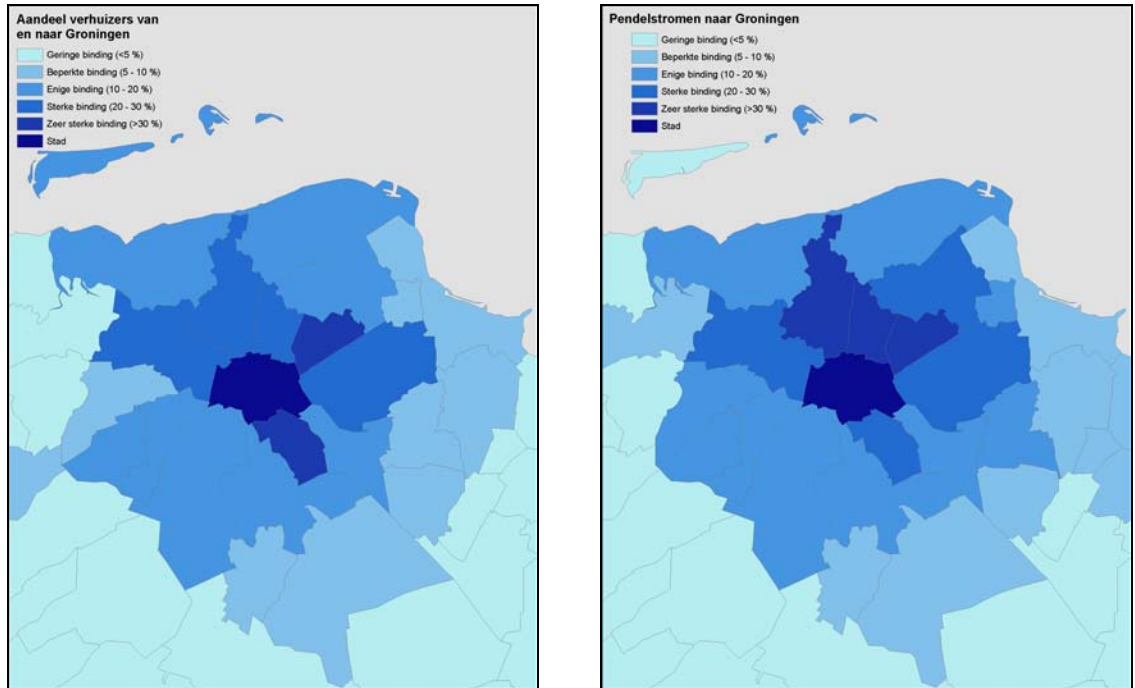 Aandeel verhuizers van
en naar Groningen
Geringe binding (<5 %)
Beperkte binding (5 - 10 %)
Enige binding (10 - 20 %)
Sterke binding (20 - 30 %)
Zeer sterke binding (>30 %)
Stad
Pendelstromen naar Groningen
Geringe binding (<5 %)
Beperkte binding (5 - 10 %)
Enige binding (10 - 20 %)
Sterke binding (20 - 30 %)
Zeer sterke binding (>30 %)
Stad